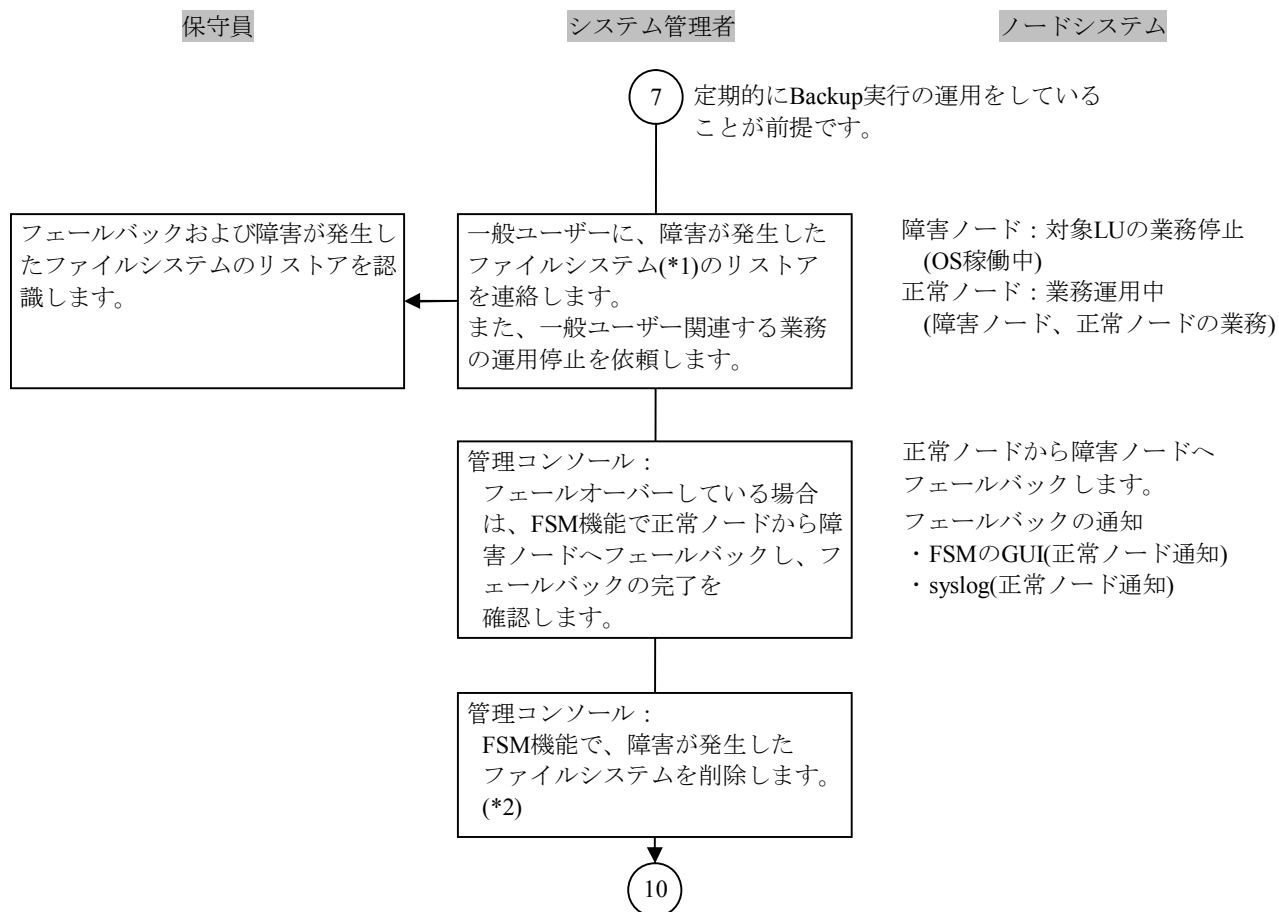 保守員
システム管理者
ノードシステム
7
定期的にBackup実行の運用をしている
ことが前提です。
フェールバックおよび障害が発生し
たファイルシステムのリストアを認
識します。
一般ユーザーに、障害が発生した
ファイルシステム(*1)のリストア
を連絡します。
また、一般ユーザー関連する業務
の運用停止を依頼します。
障害ノード：対象LUの業務停止
(OS稼働中)
正常ノード：業務運用中
(障害ノード、正常ノードの業務)
管理コンソール：
フェールオーバーしている場合
は、FSM機能で正常ノードから障
害ノードへフェールバックし、フ
ェールバックの完了を
確認します。
正常ノードから障害ノードへ
フェールバックします。
フェールバックの通知
・FSMのGUI(正常ノード通知)
・syslog(正常ノード通知)
管理コンソール：
FSM機能で、障害が発生した
ファイルシステムを削除します。
(*2)
10